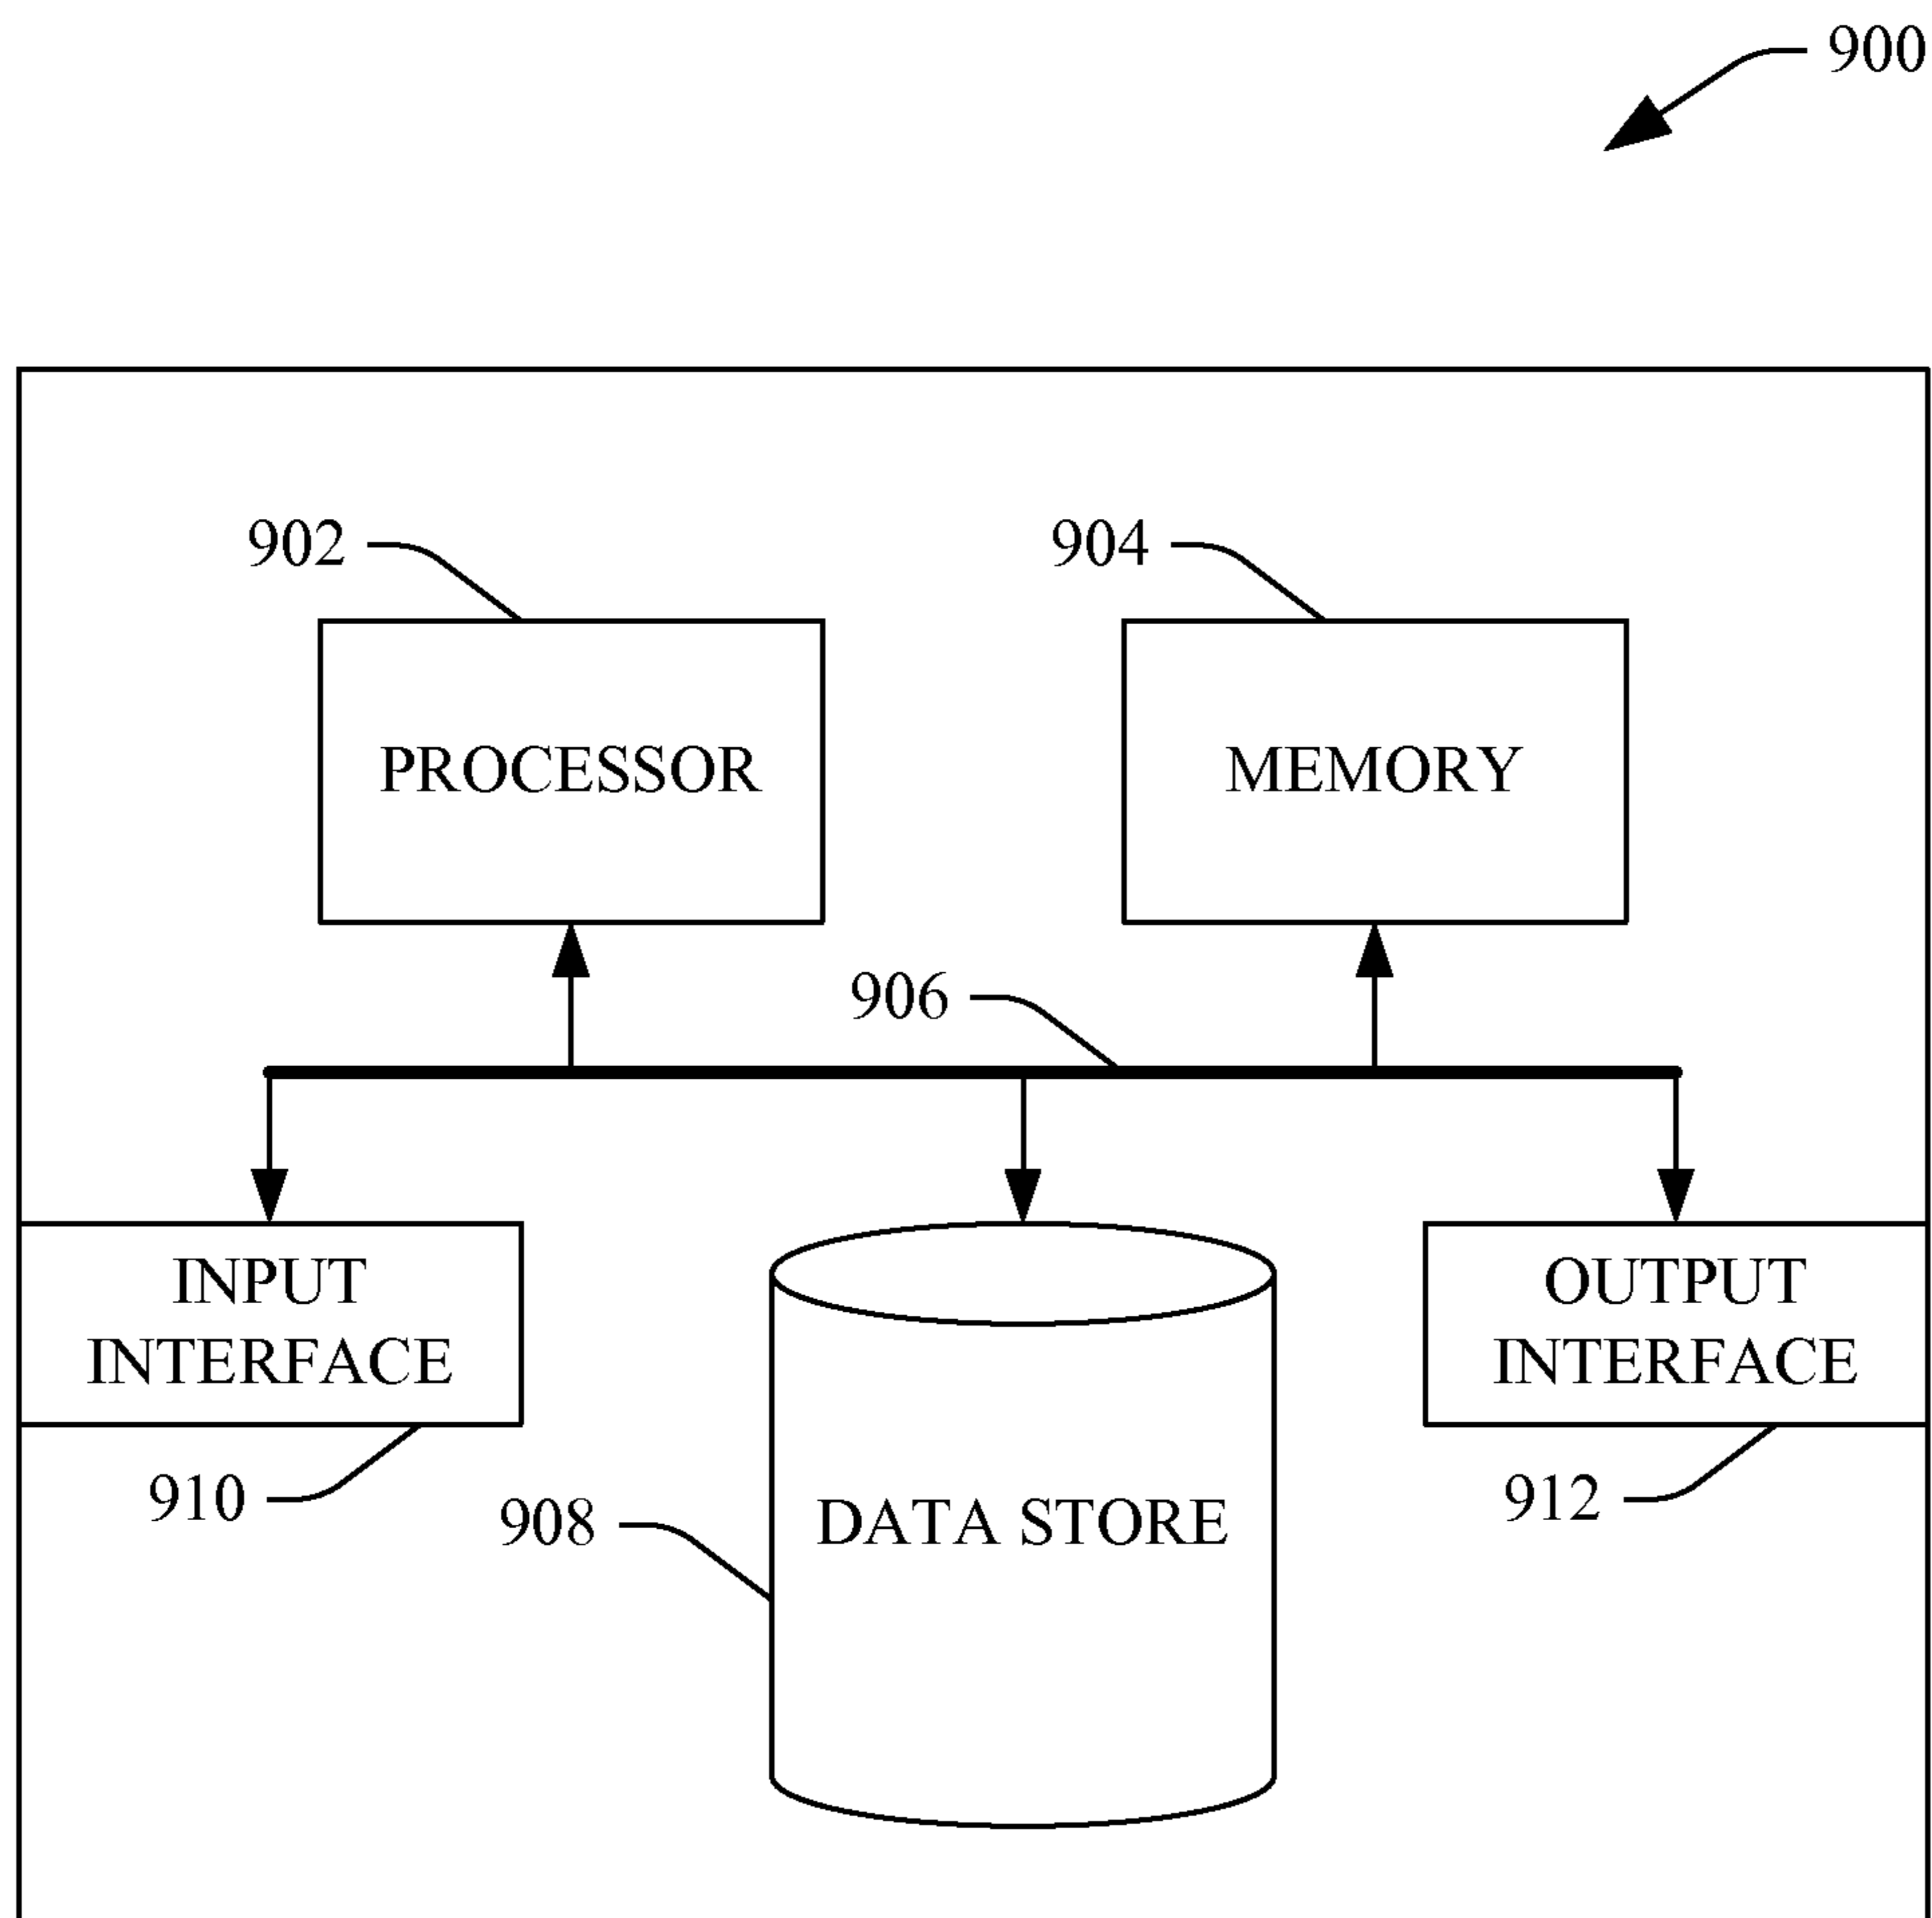 900
902
904
PROCESSOR
MEMORY
906
INPUT
INTERFACE
OUTPUT
INTERFACE
910
908
DATA STORE
912